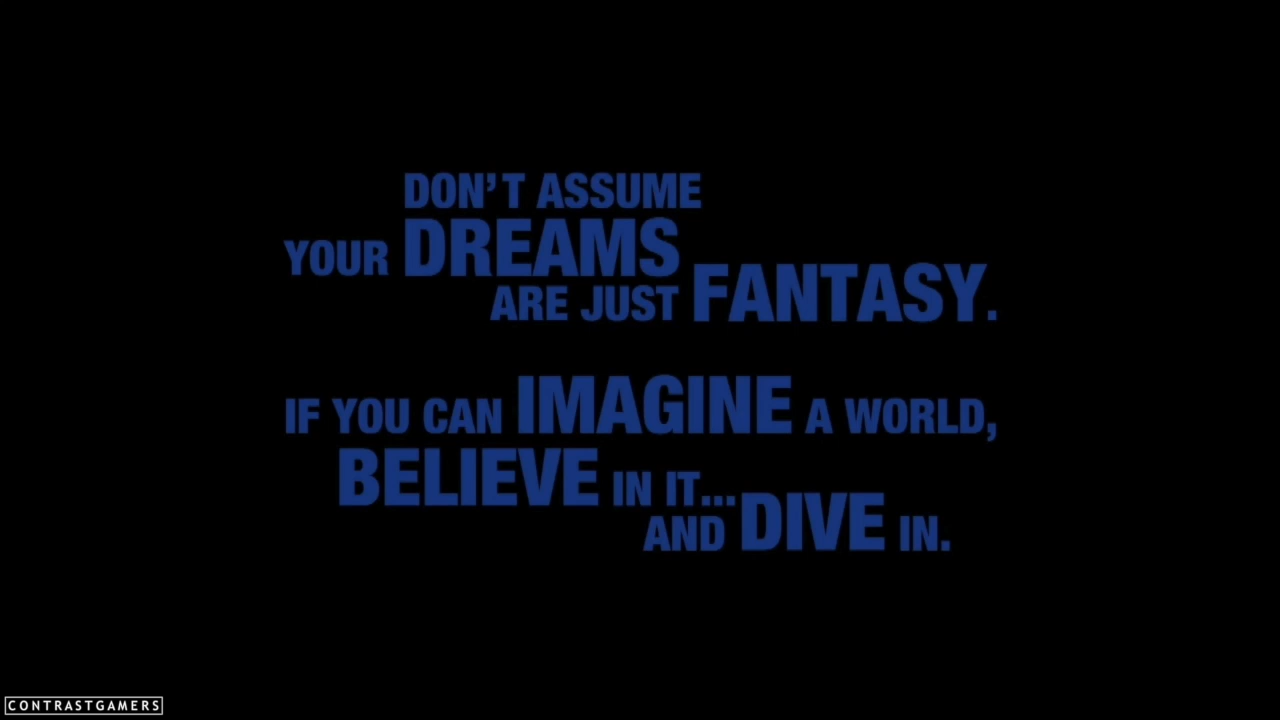 DON’T ASSUME
YOUR DREAMS
ARE JUST FANTASY.
IF YOU CAN IMAGINE A WORLD,
BELIEVE IN IT...
AND DIVE IN.
CONTRASTGAMERS